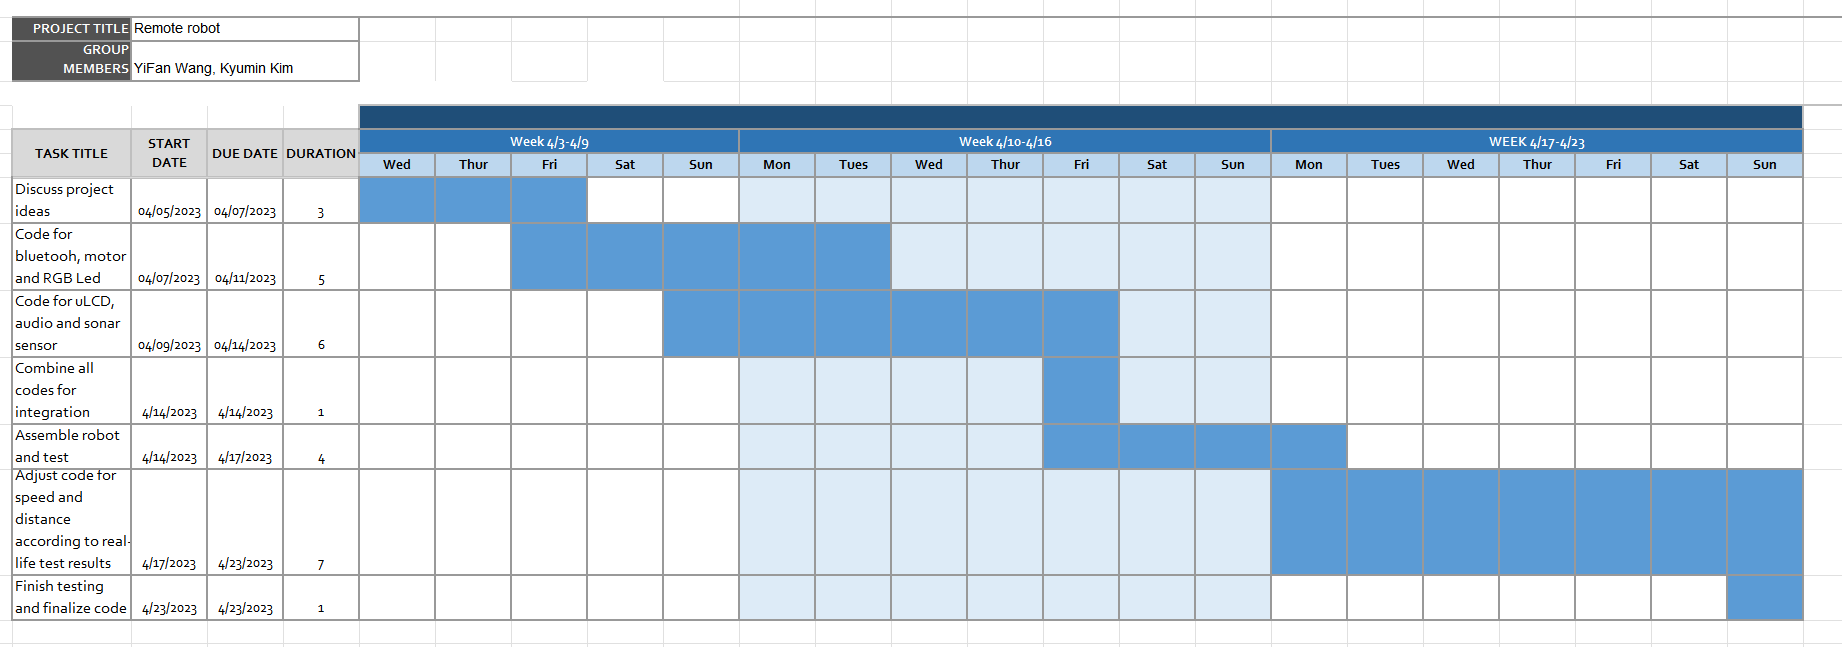 PROJECT TITLE Remote robot
GROUP
MEMBERS YiFan Wang, Kyumin Kim
TASK TITLE START DATE DUE DATE DURATION Week 4/3-4/9 Week 4/10-4/16 WEEK 4/17-4/23
Wed Thur Fri Sat Sun Mon Tues Wed Thur Fri Sat Sun Mon Tues Wed Thur Fri Sat Sun
Discuss project
ideas 04/05/2023 04/07/2023 3
Code for
bluetooh, motor
and RGB Led 04/07/2023 04/11/2023 5
Code for uLCD,
audio and sonar
sensor 04/09/2023 04/14/2023 6
Combine all
codes for
integration 4/14/2023 4/14/2023 1
Assemble robot
and test 4/14/2023 4/17/2023 4
Adjust code for
speed and
distance
according to real-
life test results 4/17/2023 4/23/2023 7
Finish testing
and finalize code 4/23/2023 4/23/2023 1